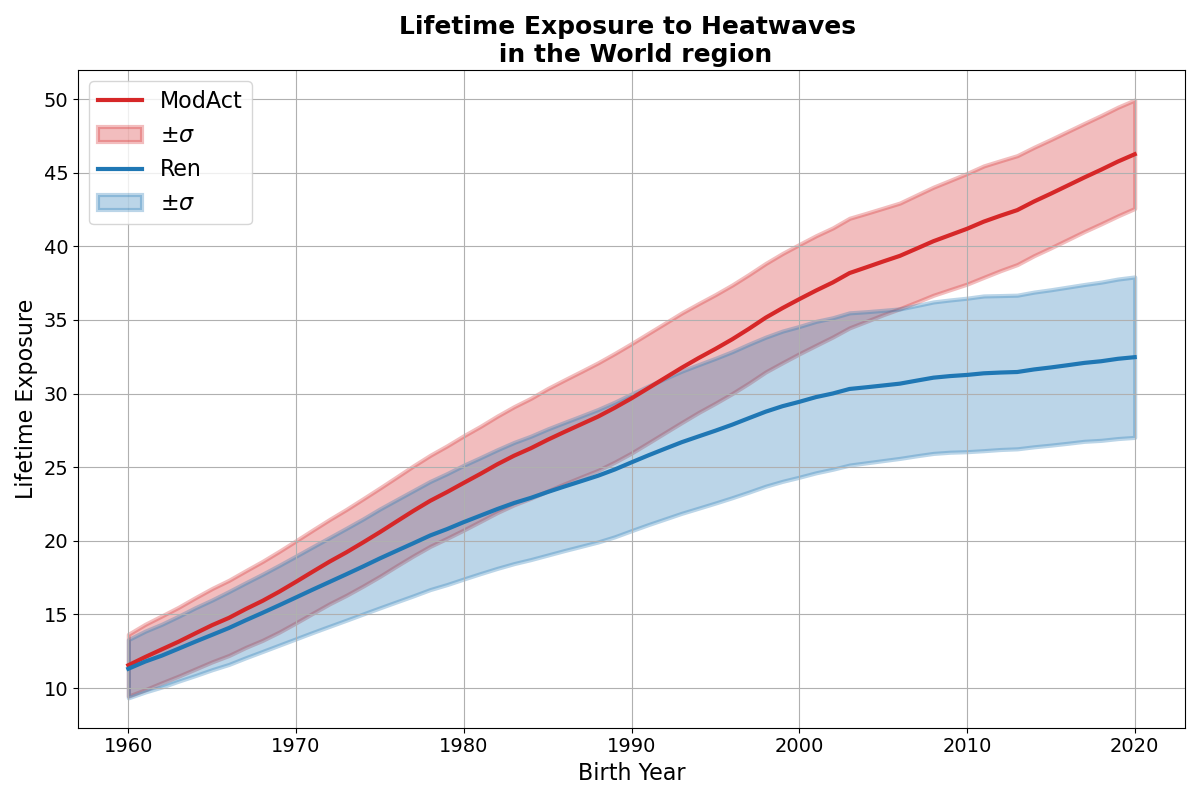 Lifetime Exposure to Heatwaves
in the World region
ModAct
±σ
Ren
±σ
Lifetime Exposure
50
45
40
35
30
25
20
15
10
1960 1970 1980 1990 2000 2010 2020
Birth Year